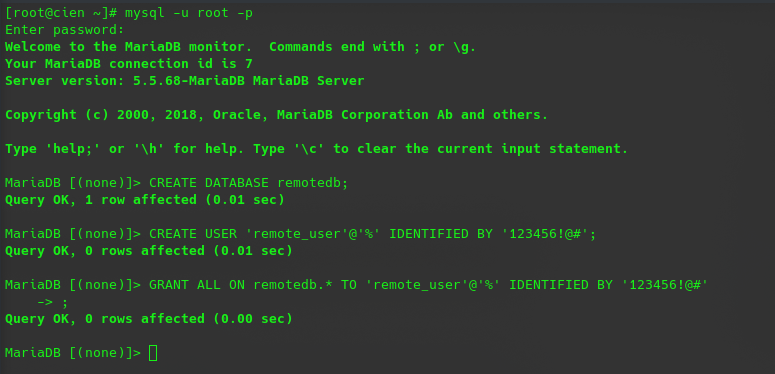 [root@cien ~]# mysql -u root -p
Enter password:
Welcome to the MariaDB monitor.  Commands end with ; or \g.
Your MariaDB connection id is 7
Server version: 5.5.68-MariaDB MariaDB Server
Copyright (c) 2000, 2018, Oracle, MariaDB Corporation Ab and others.
Type 'help;' or '\h' for help. Type '\c' to clear the current input statement.
MariaDB [(none)]> CREATE DATABASE remotedb;
Query OK, 1 row affected (0.01 sec)
MariaDB [(none)]> CREATE USER 'remote_user'@'%' IDENTIFIED BY '123456!@#';
Query OK, 0 rows affected (0.01 sec)
MariaDB [(none)]> GRANT ALL ON remotedb.* TO 'remote_user'@'%' IDENTIFIED BY '123456!@#'
    -> ;
Query OK, 0 rows affected (0.00 sec)
MariaDB [(none)]>